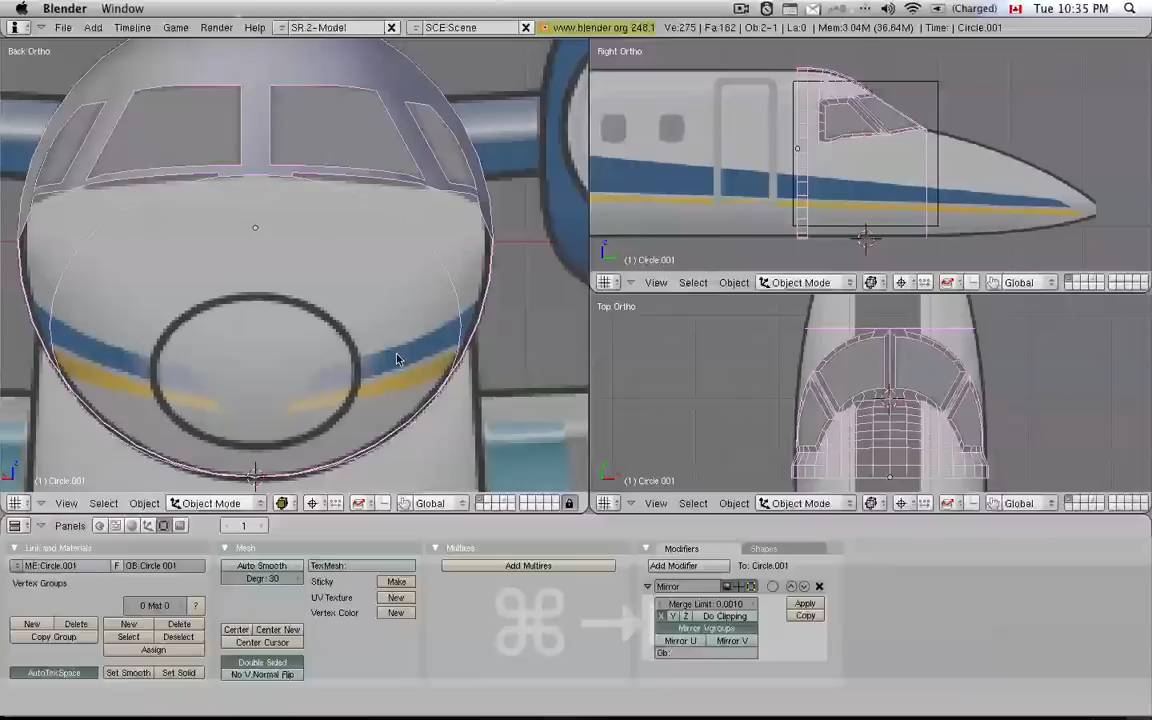 Blender Window (Charged) Tue 10:35 PM
File Add Timeline Game Render Help SR:2-Model SCE:Scene www.blender.org 248.1 Ve:275 | Fa:162 | Ob:2-1 | La:0 | Mem:3.04M (36.64M) | Time: | Circle.001
Back Ortho
Right Ortho
(1) Circle.001
View Select Object Object Mode Global
Top Ortho
(1) Circle.001
(1) Circle.001
View Select Object Object Mode Global
View Select Object Object Mode Global
Panels 1
Link and Materials Mesh Multires Modifiers Shapes
ME:Circle.001 F OB:Circle.001 Auto Smooth TexMesh: Add Multires Add Modifier To: Circle.001
Degr: 30
Vertex Groups Sticky Make Mirror
UV Texture New
0 Mat 0 ? Vertex Color New Merge Limit: 0.0010 Apply
X Y Z Do Clipping Copy
New Delete New Delete Center Center New Mirror Vgroups
Copy Group Select Deselect Center Cursor Mirror U Mirror V
Assign Ob:
Double Sided
AutoTexSpace Set Smooth Set Solid No V.Normal Flip